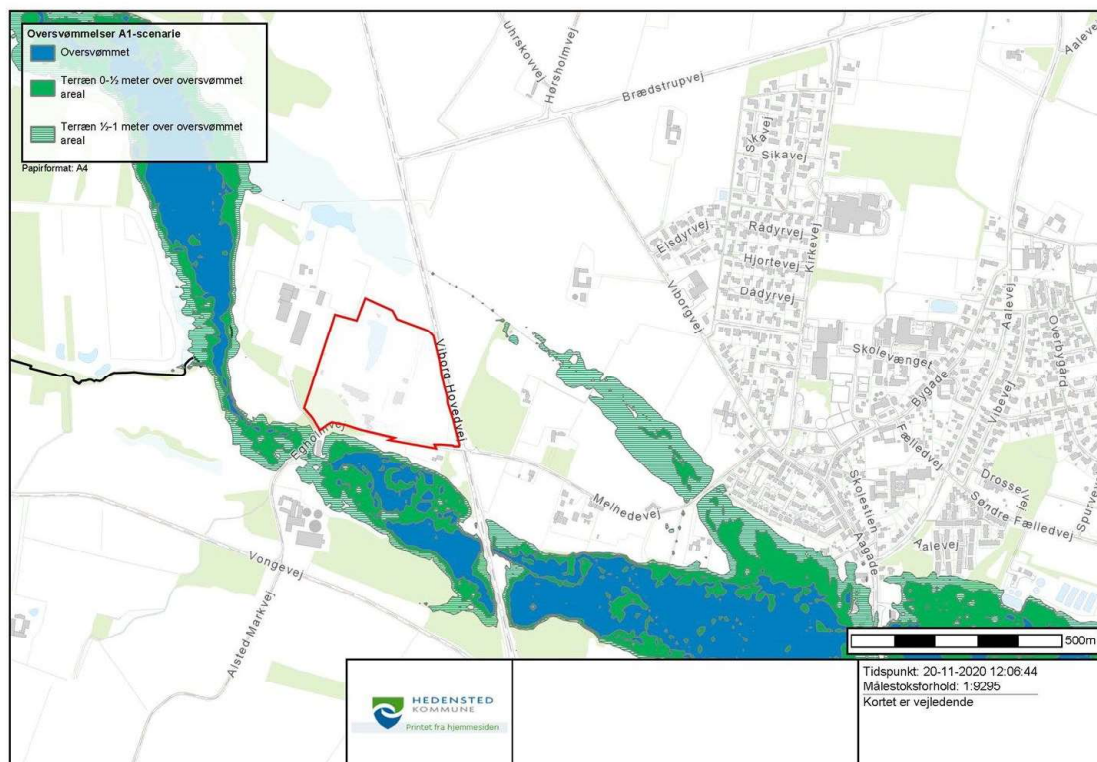 Oversvømmelser A1-scenarie
Oversvømmet
Terræn 0-½ meter over oversvømmet
areal
Terræn ½-1 meter over oversvømmet
areal
Papirformat: A4
Uhrskovvej
Hørsholmvej
Brædstrupvej
Aalevej
Sikavej
Sikavej
Elsdyrvej
Rådyrvej
Hjortevej
Kirkevej
Dådyrvej
Viborgvej
Viborg Hovedvej
Skolevænget
Bygade
Aalevej
Overbygård
Vibevej
Fælledvej
Egholmvej
Melhedevej
Skolestien
Drosselvej
Søndre Fælledvej
Spurvevej
Aagade
Aalevej
Vongevej
Alsted Markvej
500m
HEDENSTED
KOMMUNE
Printet fra hjemmesiden
Tidspunkt: 20-11-2020 12:06:44
Målestoksforhold: 1:9295
Kortet er vejledende